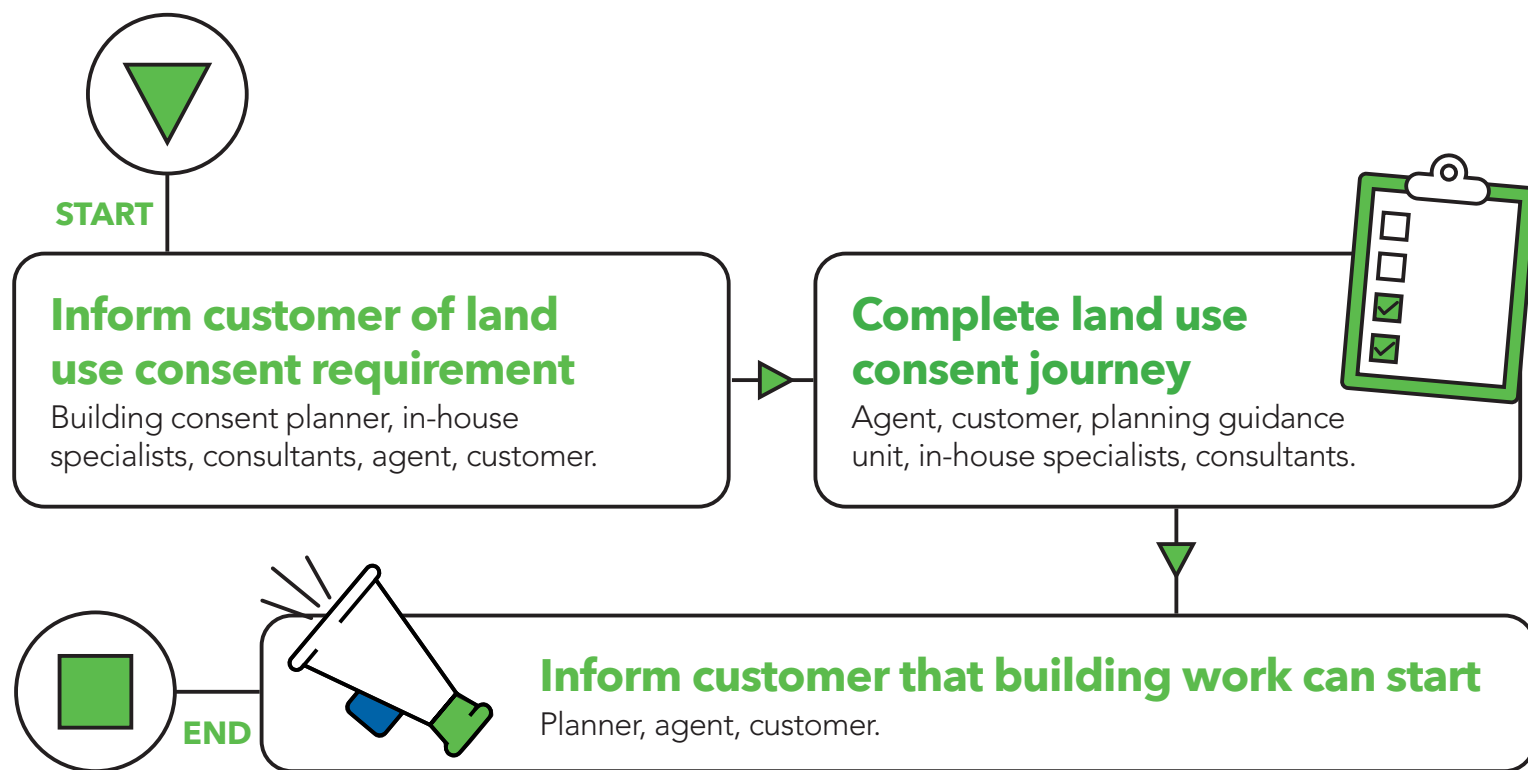 START
Inform customer of land
use consent requirement
Building consent planner, in-house
specialists, consultants, agent, customer.
Complete land use
consent journey
Agent, customer, planning guidance
unit, in-house specialists, consultants.
Inform customer that building work can start
Planner, agent, customer.
END